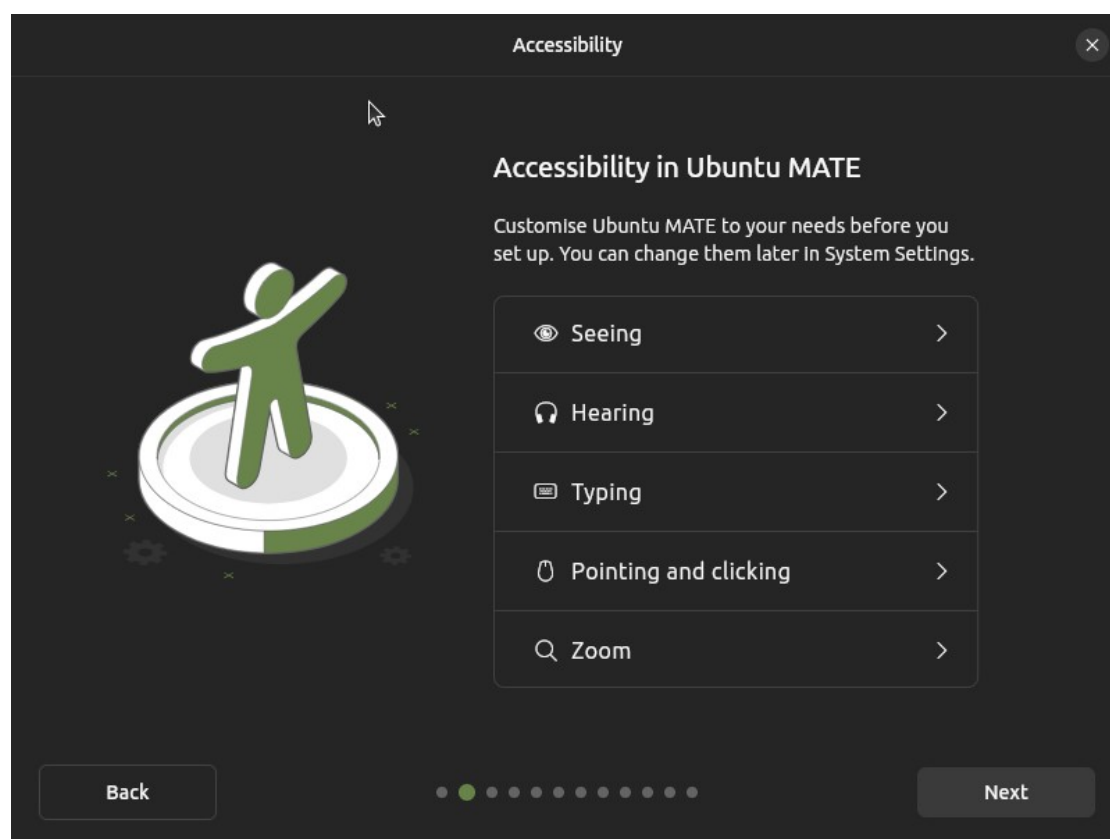 Accessibility
Accessibility in Ubuntu MATE
Customise Ubuntu MATE to your needs before you
set up. You can change them later in System Settings.
Seeing
Hearing
Typing
Pointing and clicking
Zoom
Back
Next